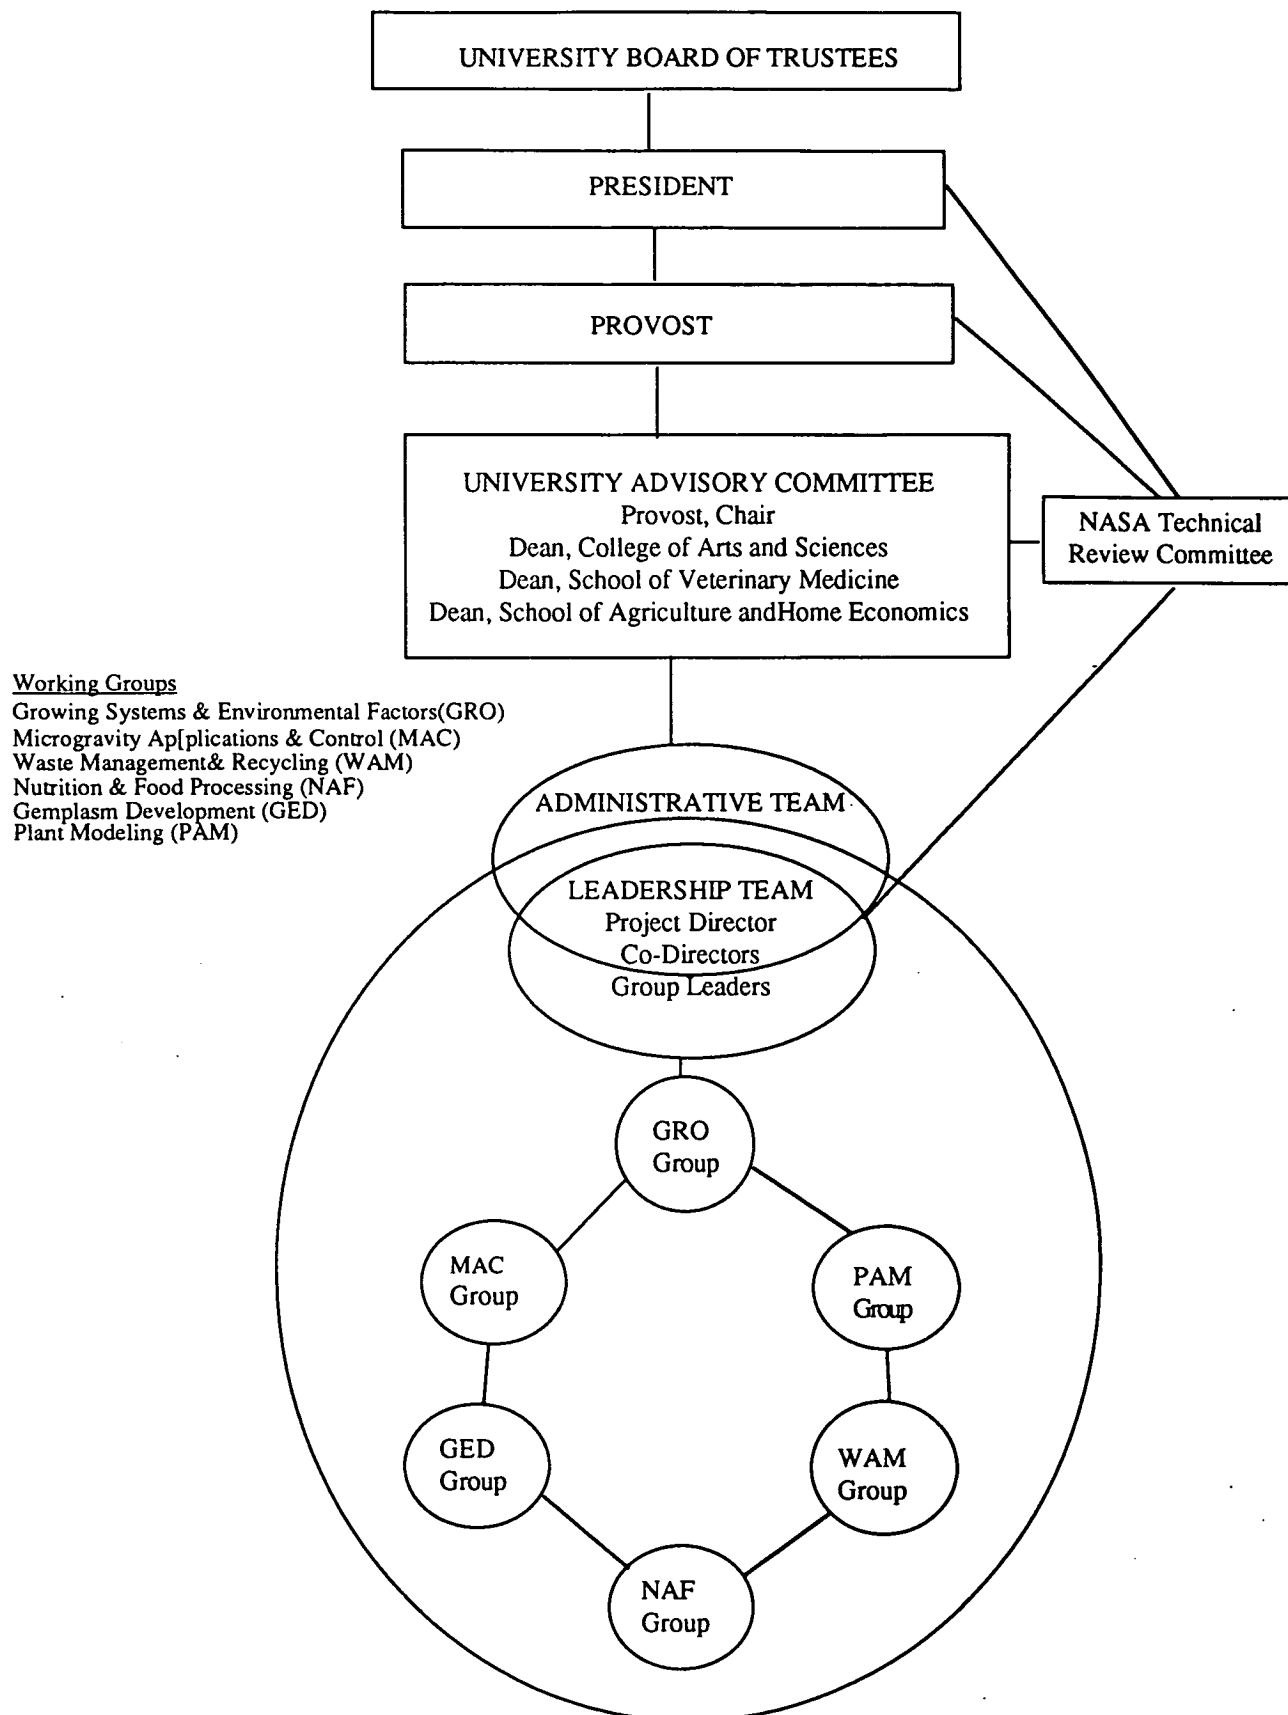 UNIVERSITY BOARD OF TRUSTEES
PRESIDENT
PROVOST
UNIVERSITY ADVISORY COMMITTEE
Provost, Chair
Dean, College of Arts and Sciences
Dean, School of Veterinary Medicine
Dean, School of Agriculture andHome Economics
NASA Technical
Review Committee
Working Groups
Growing Systems & Environmental Factors(GRO)
Microgravity Ap[plications & Control (MAC)
Waste Management& Recycling (WAM)
Nutrition & Food Processing (NAF)
Gemplasm Development (GED)
Plant Modeling (PAM)
ADMINISTRATIVE TEAM
LEADERSHIP TEAM
Project Director
Co-Directors
Group Leaders
GRO
Group
MAC
Group
PAM
Group
GED
Group
WAM
Group
NAF
Group